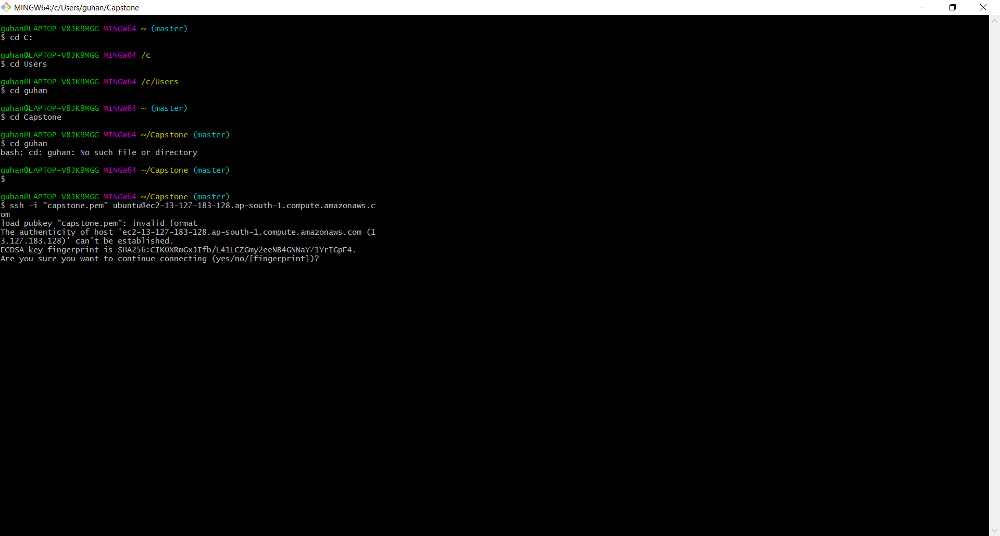 MINGW64:/c/Users/guhan/Capstone
guhan@LAPTOP-V8JK9MGG MINGW64 ~ (master)
$ cd C:
guhan@LAPTOP-V8JK9MGG MINGW64 /c
$ cd Users
guhan@LAPTOP-V8JK9MGG MINGW64 /c/Users
$ cd guhan
guhan@LAPTOP-V8JK9MGG MINGW64 ~ (master)
$ cd Capstone
guhan@LAPTOP-V8JK9MGG MINGW64 ~/Capstone (master)
$ cd guhan
bash: cd: guhan: No such file or directory
guhan@LAPTOP-V8JK9MGG MINGW64 ~/Capstone (master)
$
guhan@LAPTOP-V8JK9MGG MINGW64 ~/Capstone (master)
$ ssh -i "capstone.pem" ubuntu@ec2-13-127-183-128.ap-south-1.compute.amazonaws.c
om
load pubkey "capstone.pem": invalid format
The authenticity of host 'ec2-13-127-183-128.ap-south-1.compute.amazonaws.com (1
3.127.183.128)' can't be established.
ECDSA key fingerprint is SHA256:CIKOXRmGxJIfb/L41LCZGmy2eeNB4GNNaY71YrIGpF4.
Are you sure you want to continue connecting (yes/no/[fingerprint])?